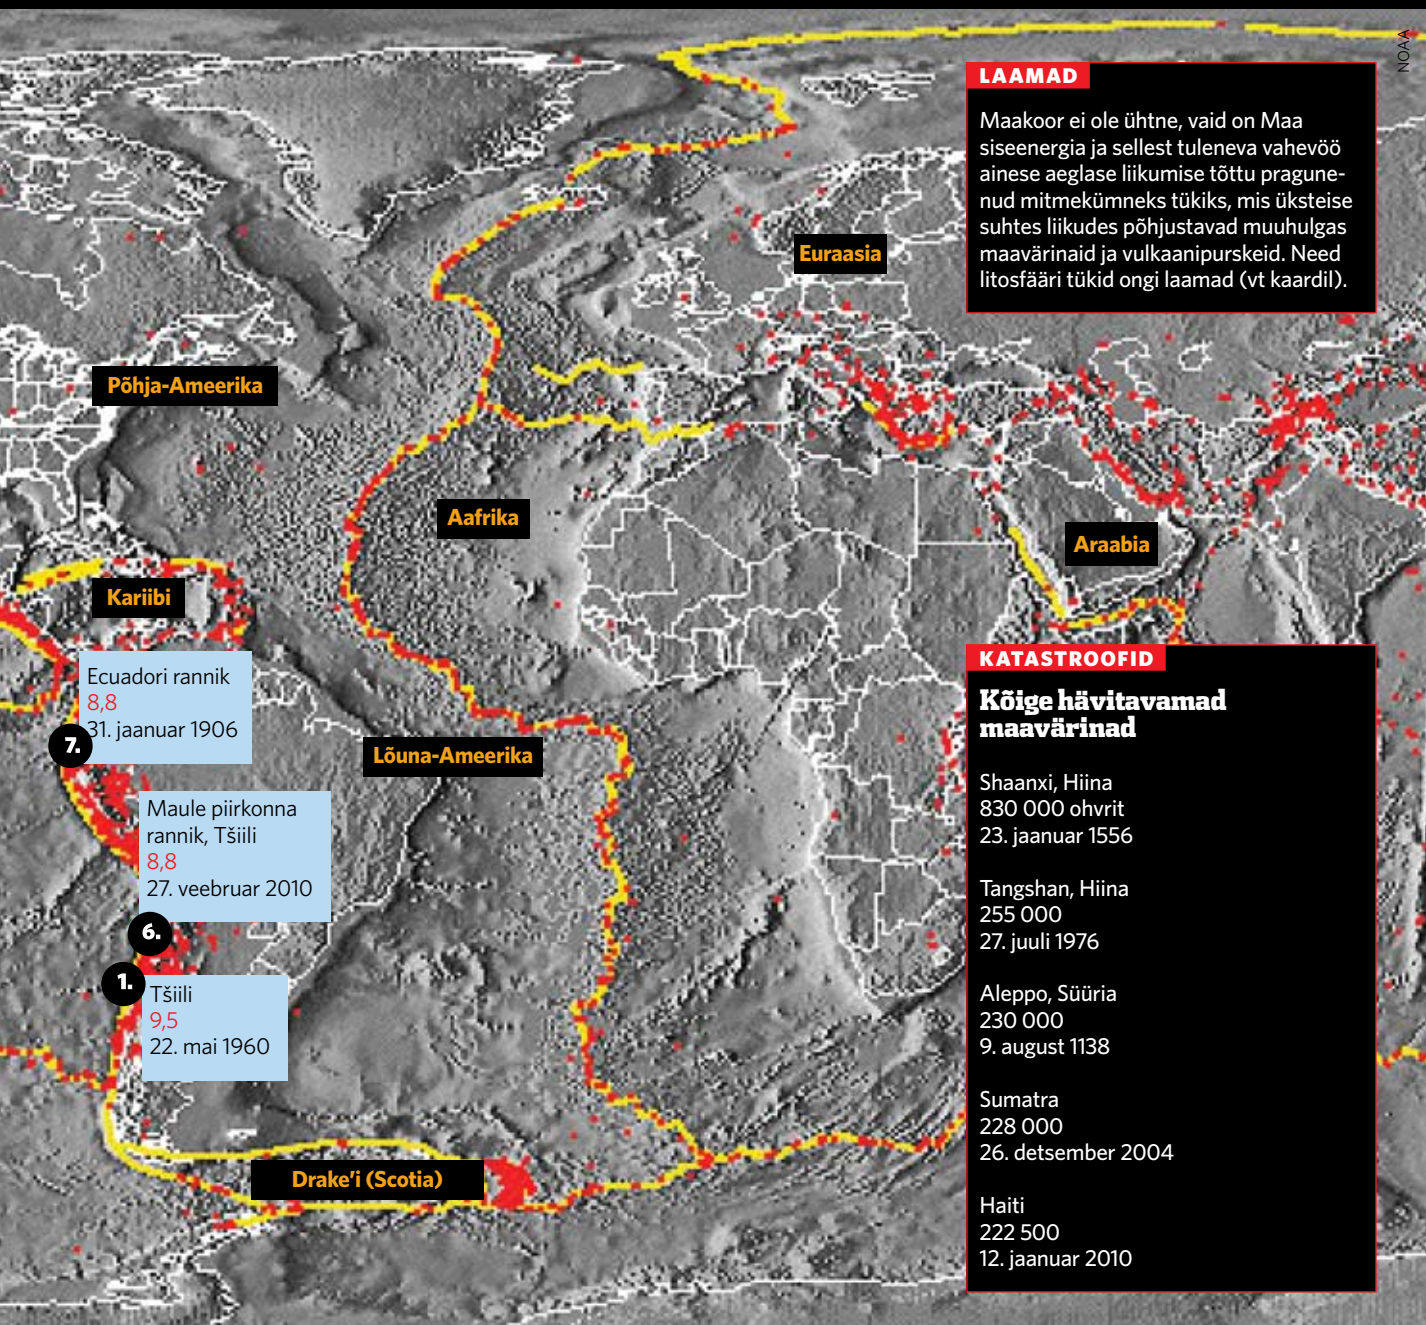 NOAA
LAAMAD
Maakoor ei ole ühtne, vaid on Maa
siseenergia ja sellest tuleneva vahevöö
ainese aeglase liikumise tõttu pragune-
nud mitmekümneks tükiks, mis üksteise
suhtes liikudes põhjustavad muuhulgas
maavärinaid ja vulkaanipurskeid. Need
litosfääri tükid ongi laamad (vt kaardil).
Euraasia
Põhja-Ameerika
Aafrika
Araabia
Kariibi
Ecuadori rannik
8,8
31. jaanuar 1906
7.
Lõuna-Ameerika
Maule piirkonna
rannik, Tšiili
8,8
27. veebruar 2010
6.
1.
Tšiili
9,5
22. mai 1960
Drake'i (Scotia)
KATASTROOFID
Kõige hävitavamad
maavärinad
Shaanxi, Hiina
830 000 ohvrit
23. jaanuar 1556
Tangshan, Hiina
255 000
27. juuli 1976
Aleppo, Süüria
230 000
9. august 1138
Sumatra
228 000
26. detsember 2004
Haiti
222 500
12. jaanuar 2010